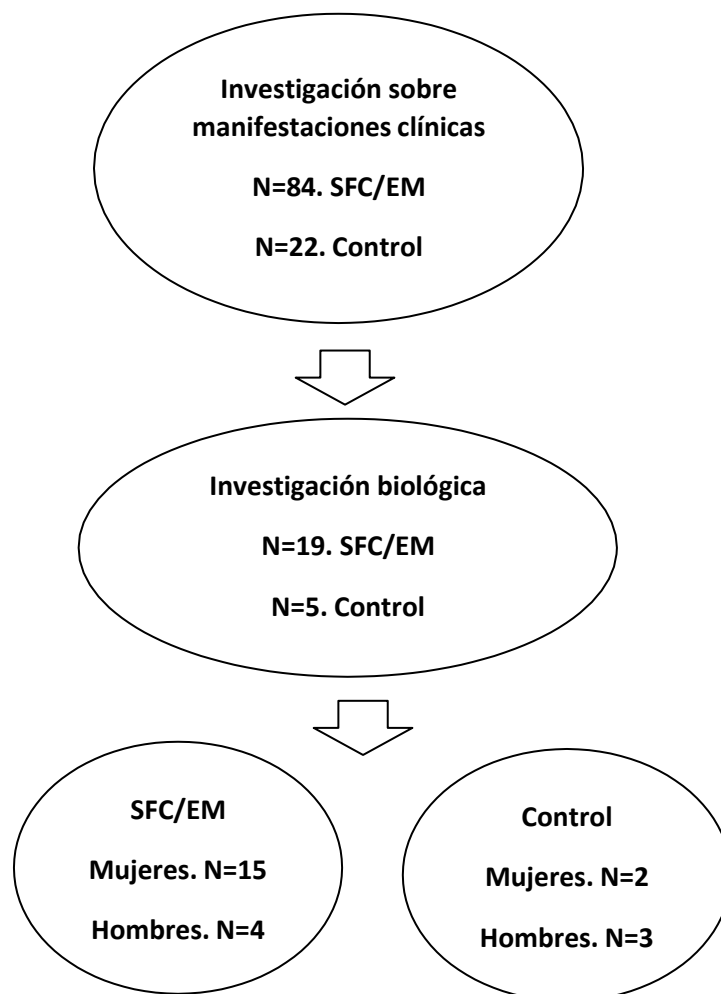 Investigación sobre
manifestaciones clínicas
N=84. SFC/EM
N=22. Control
Investigación biológica
N=19. SFC/EM
N=5. Control
SFC/EM
Mujeres. N=15
Hombres. N=4
Control
Mujeres. N=2
Hombres. N=3